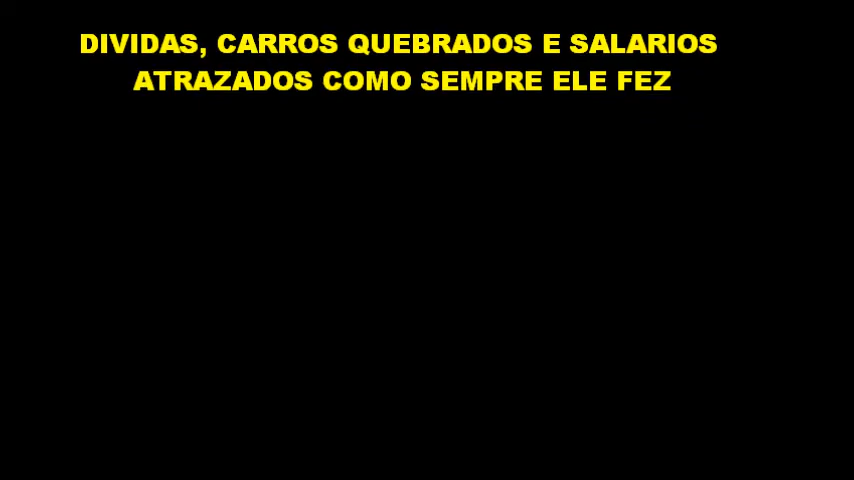 DIVIDAS, CARROS QUEBRADOS E SALARIOS
ATRAZADOS COMO SEMPRE ELE FEZ